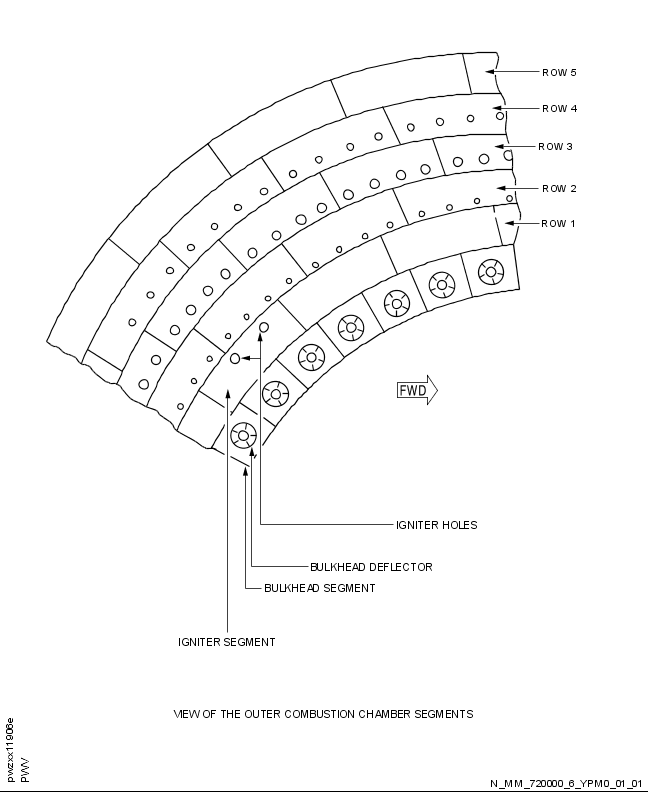 ROW 5
ROW 4
ROW 3
ROW 2
ROW 1
FWD
IGNITER HOLES
BULKHEAD DEFLECTOR
BULKHEAD SEGMENT
IGNITER SEGMENT
VIEW OF THE OUTER COMBUSTION CHAMBER SEGMENTS
pwzxx11906e
PWV
N_MM_720000_6_YPM0_01_01